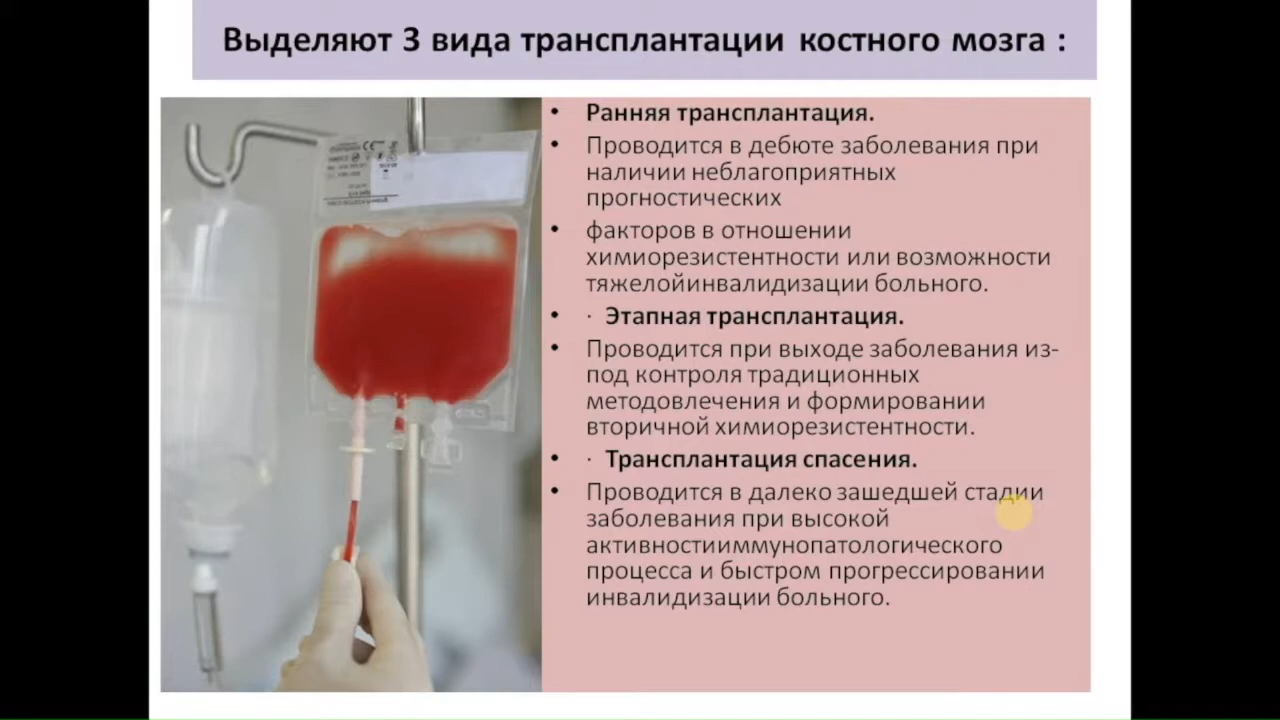 Выделяют 3 вида трансплантации костного мозга :
• Ранняя трансплантация.
• Проводится в дебюте заболевания при
наличии неблагоприятных
прогностических
• факторов в отношении
химиорезистентности или возможности
тяжелойинвалидизации больного.
• · Этапная трансплантация.
• Проводится при выходе заболевания из-
под контроля традиционных
методовлечения и формировании
вторичной химиорезистентности.
• · Трансплантация спасения.
• Проводится в далеко зашедшей стадии
заболевания при высокой
активностииммунопатологического
процесса и быстром прогрессировании
инвалидизации больного.